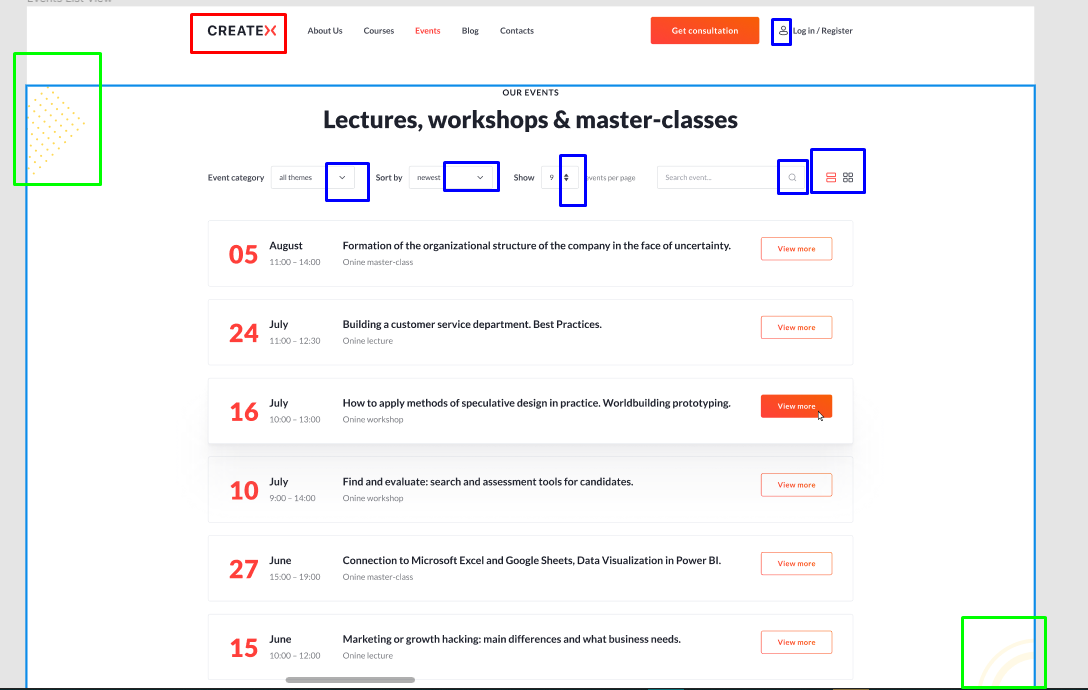 Events List View
CREATEX
About Us Courses Events Blog Contacts Get consultation Log in / Register
OUR EVENTS
Lectures, workshops & master-classes
Event category all themes Sort by newest Show 9 events per page Search event...
05 August Formation of the organizational structure of the company in the face of uncertainty. View more
11:00 – 14:00 Onine master-class
24 July Building a customer service department. Best Practices. View more
11:00 – 12:30 Onine lecture
16 July How to apply methods of speculative design in practice. Worldbuilding prototyping. View more
10:00 – 13:00 Onine workshop
10 July Find and evaluate: search and assessment tools for candidates. View more
9:00 – 14:00 Onine workshop
27 June Connection to Microsoft Excel and Google Sheets, Data Visualization in Power BI. View more
15:00 – 19:00 Onine master-class
15 June Marketing or growth hacking: main differences and what business needs. View more
10:00 – 12:00 Onine lecture